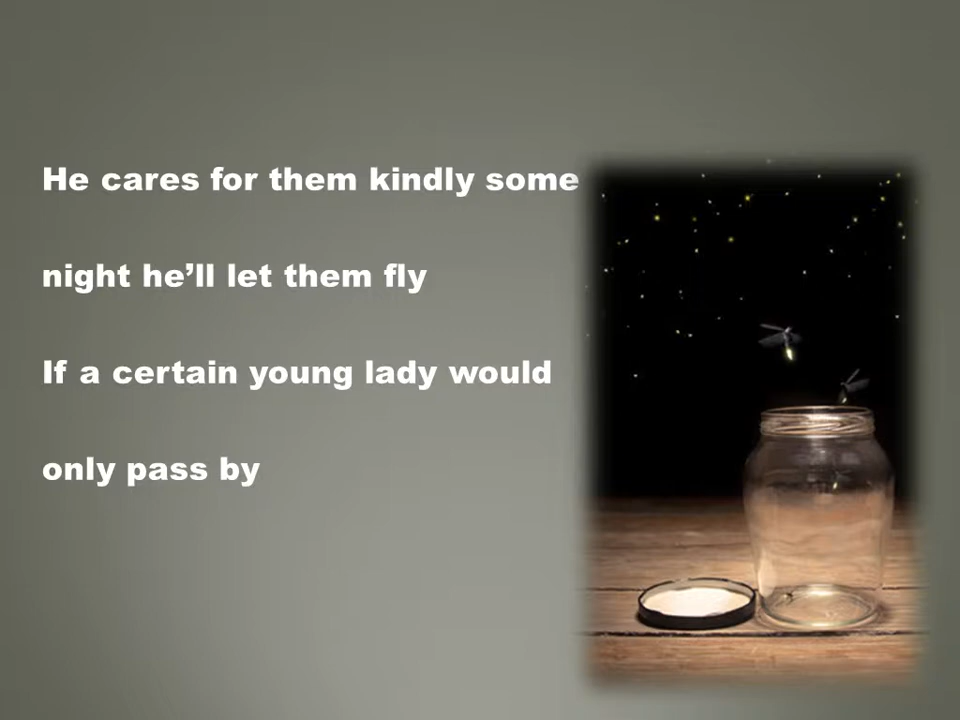 He cares for them kindly some
night he’ll let them fly
If a certain young lady would
only pass by